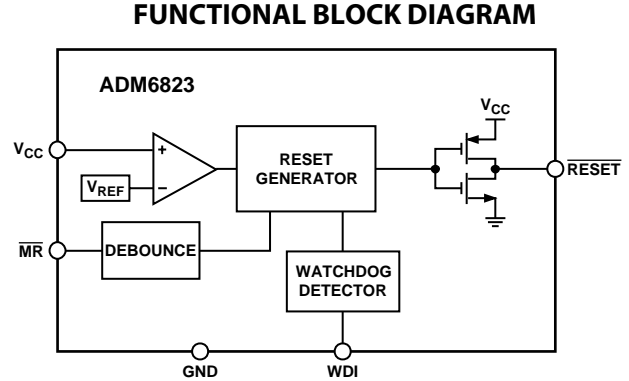 FUNCTIONAL BLOCK DIAGRAM
ADM6823
VCC
VCC
+
RESET
GENERATOR
RESET
VREF
–
MR
DEBOUNCE
WATCHDOG
DETECTOR
GND
WDI